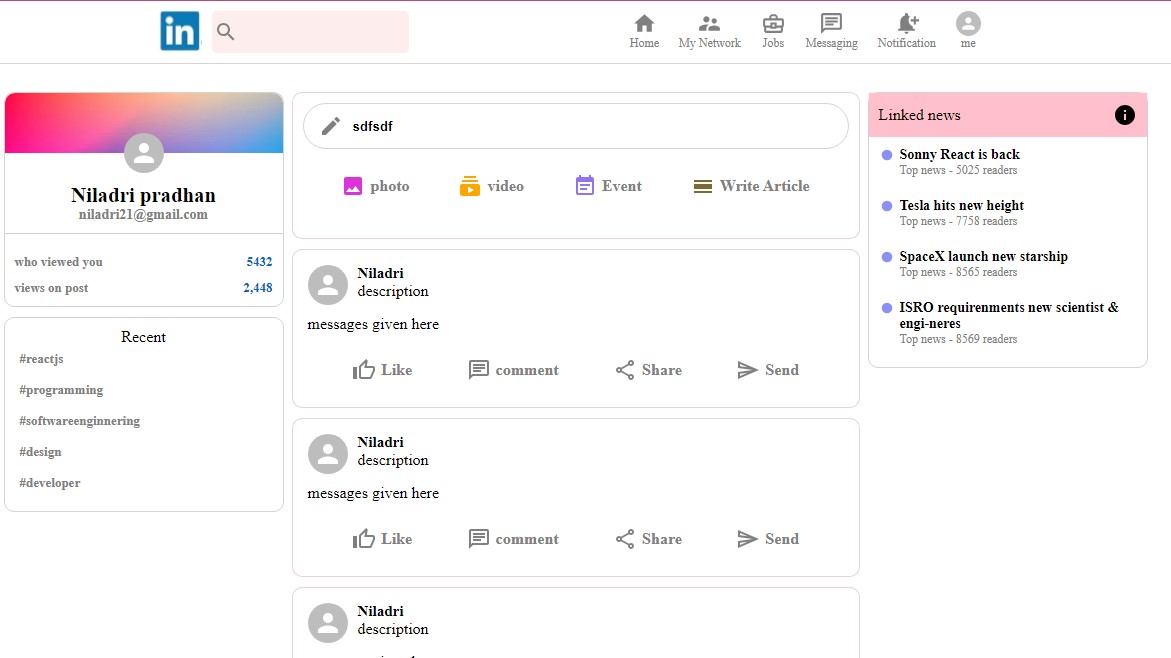 in
Home
My Network
Jobs
Messaging
Notification
me
Niladri pradhan
niladri21@gmail.com
who viewed you 5432
views on post 2,448
Recent
#reactjs
#programming
#softwareenginnering
#design
#developer
sdfsdf
photo
video
Event
Write Article
Niladri
description
messages given here
Like
comment
Share
Send
Niladri
description
messages given here
Like
comment
Share
Send
Niladri
description
Linked news
Sonny React is back
Top news - 5025 readers
Tesla hits new height
Top news - 7758 readers
SpaceX launch new starship
Top news - 8565 readers
ISRO requirenments new scientist &
engi-neres
Top news - 8569 readers